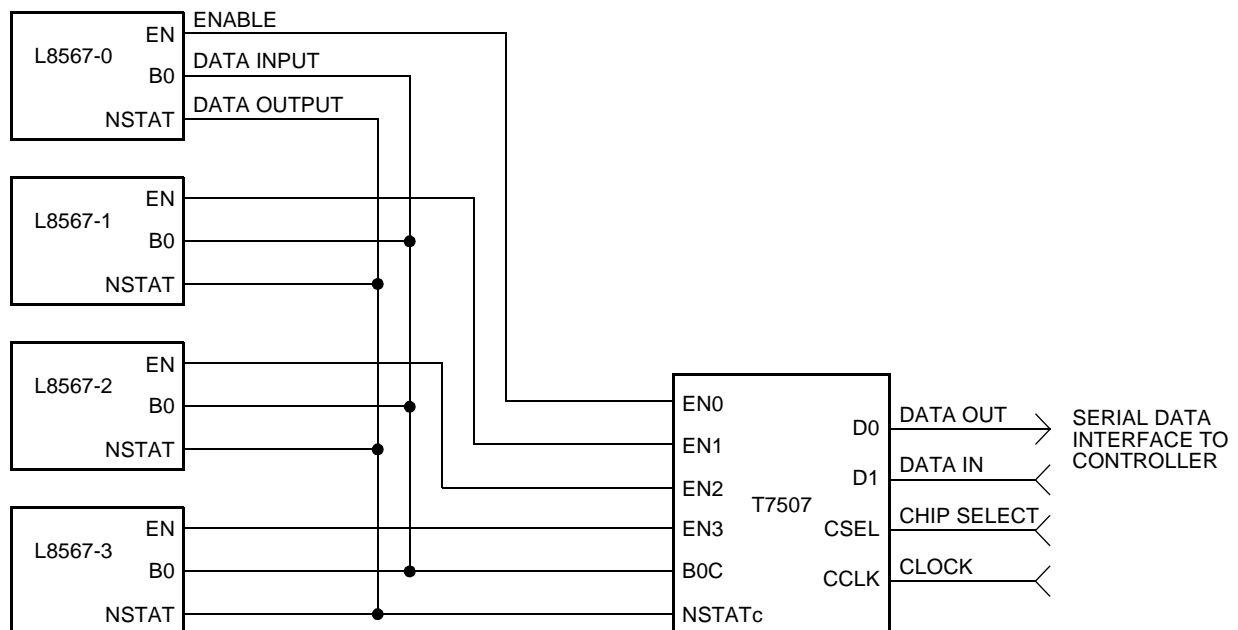 ENABLE
EN
L8567-0
DATA INPUT
B0
DATA OUTPUT
NSTAT
EN
L8567-1
B0
NSTAT
EN
L8567-2
B0
NSTAT
EN
L8567-3
B0
NSTAT
EN0
EN1
EN2
EN3
B0C
NSTATc
T7507
D0
D1
CSEL
CCLK
DATA OUT
DATA IN
CHIP SELECT
CLOCK
SERIAL DATA
INTERFACE TO
CONTROLLER